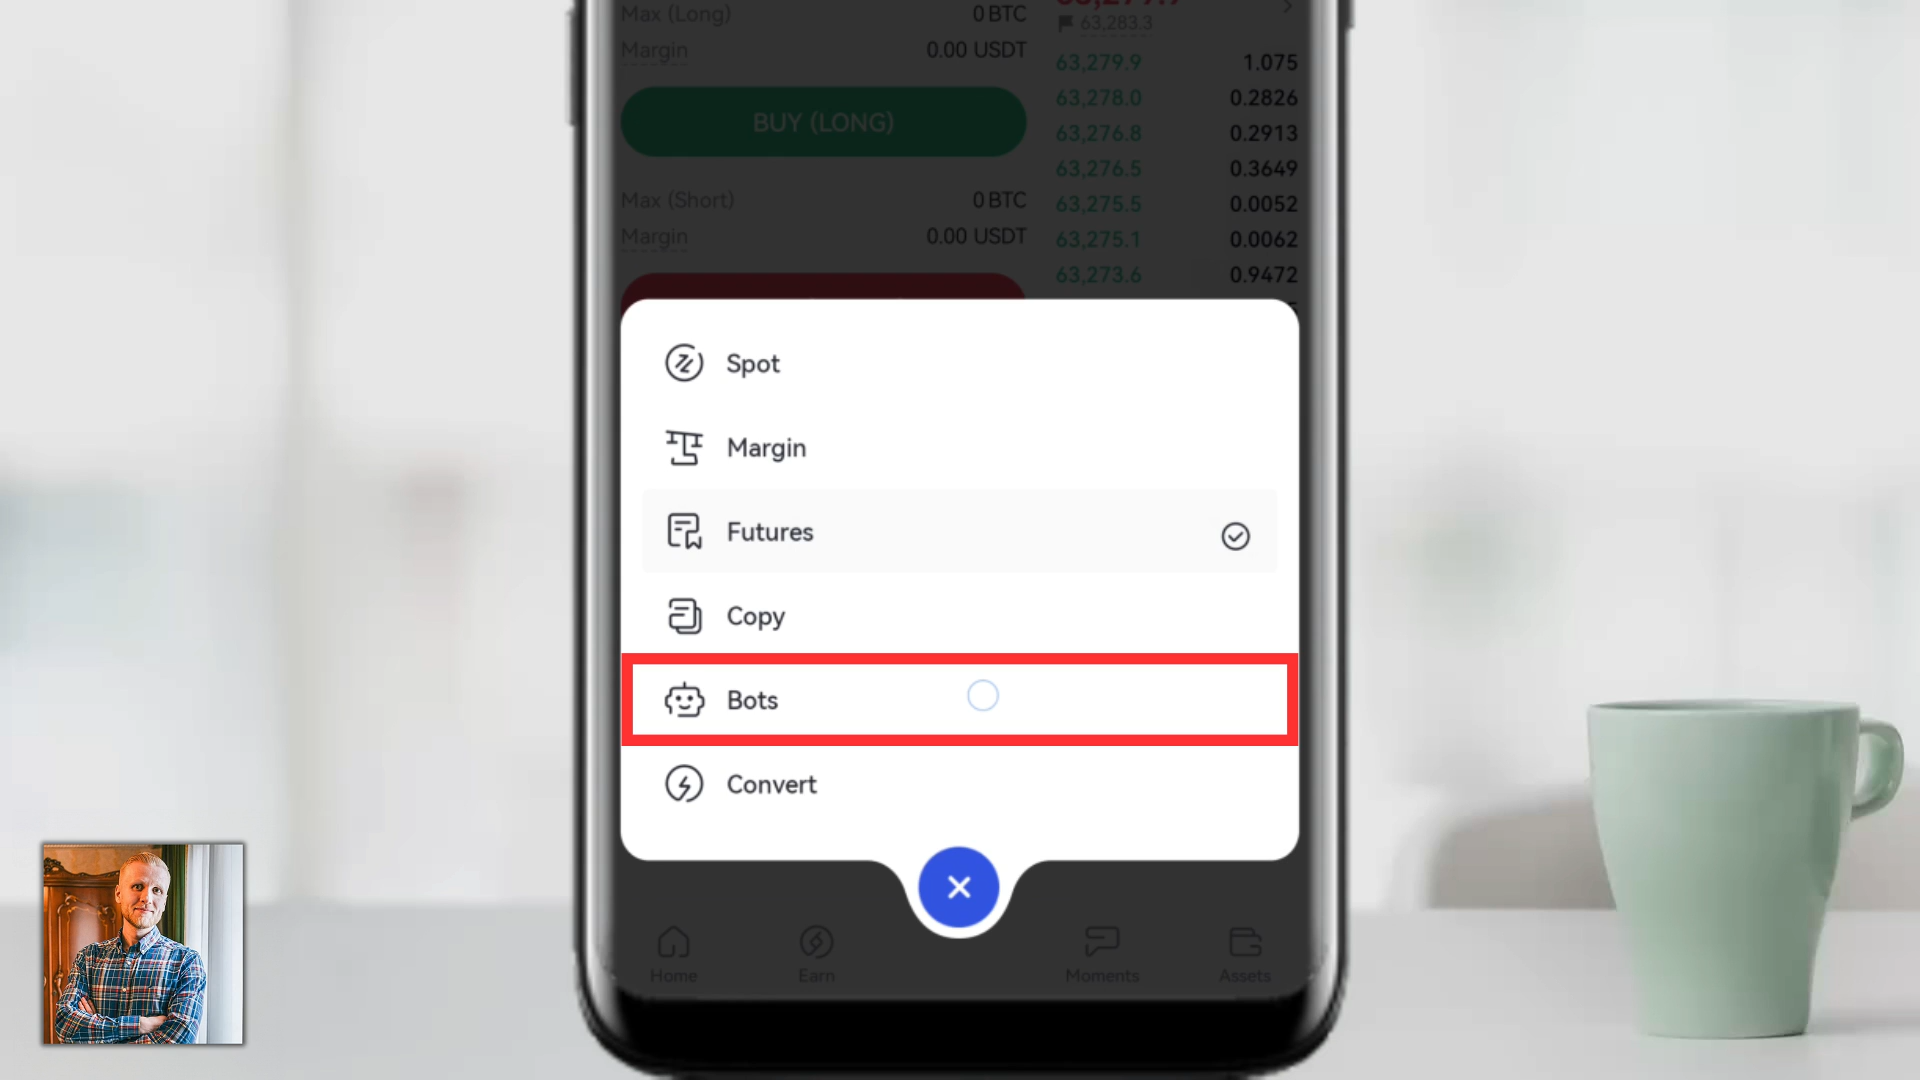 Max (Long) 0 BTC
Margin 0.00 USDT
BUY (LONG)
Max (Short) 0 BTC
Margin 0.00 USDT
63,283.3
63,279.9 1.075
63,278.0 0.2826
63,276.8 0.2913
63,276.5 0.3649
63,275.5 0.0052
63,275.1 0.0062
63,273.6 0.9472
Spot
Margin
Futures
Copy
Bots
Convert
Home
Earn
Moments
Assets